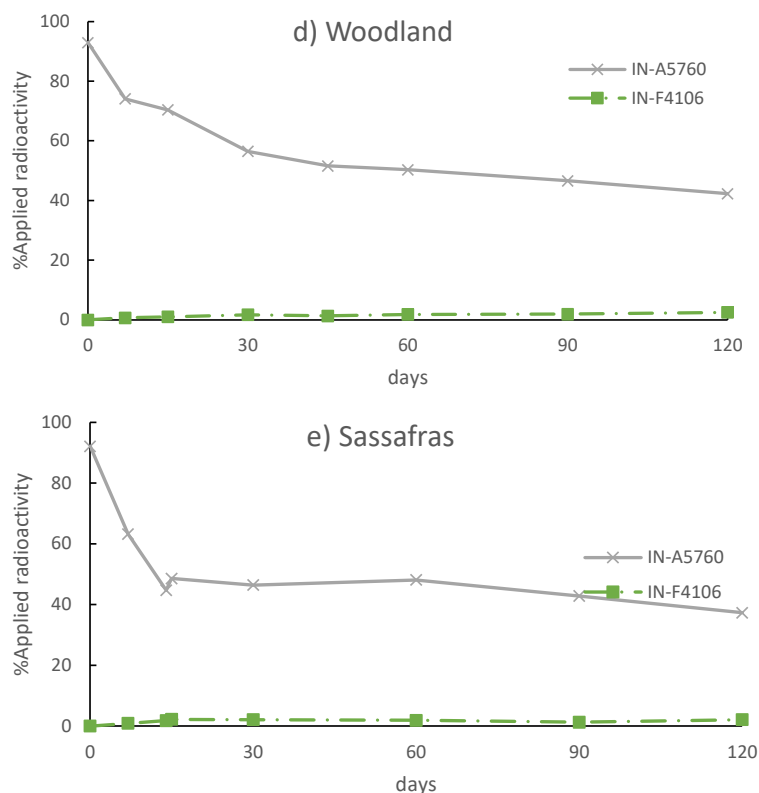 d) Woodland
100
80
60
40
20
0
%Applied radioactivity
IN-A5760
IN-F4106
0 30 60 90 120
days
e) Sassafras
100
80
60
40
20
0
%Applied radioactivity
IN-A5760
IN-F4106
0 30 60 90 120
days